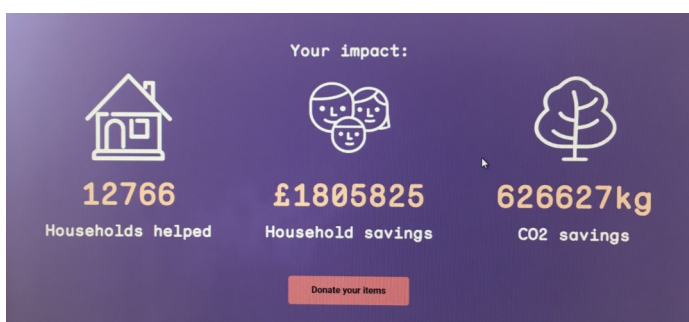 Your impact:
12766
Households helped
£1805825
Household savings
626627kg
CO2 savings
Donate your items